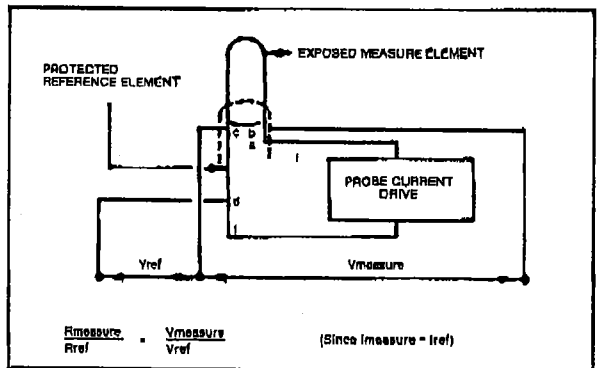 EXPOSED MEASURE ELEMENT
PROTECTED
REFERENCE ELEMENT
c b
a
i
PROBE CURRENT
DRIVE
d
Vref
Vmeasure
Rmeasure Vmeasure
Rref = Vref
(Since Imeasure = Iref)